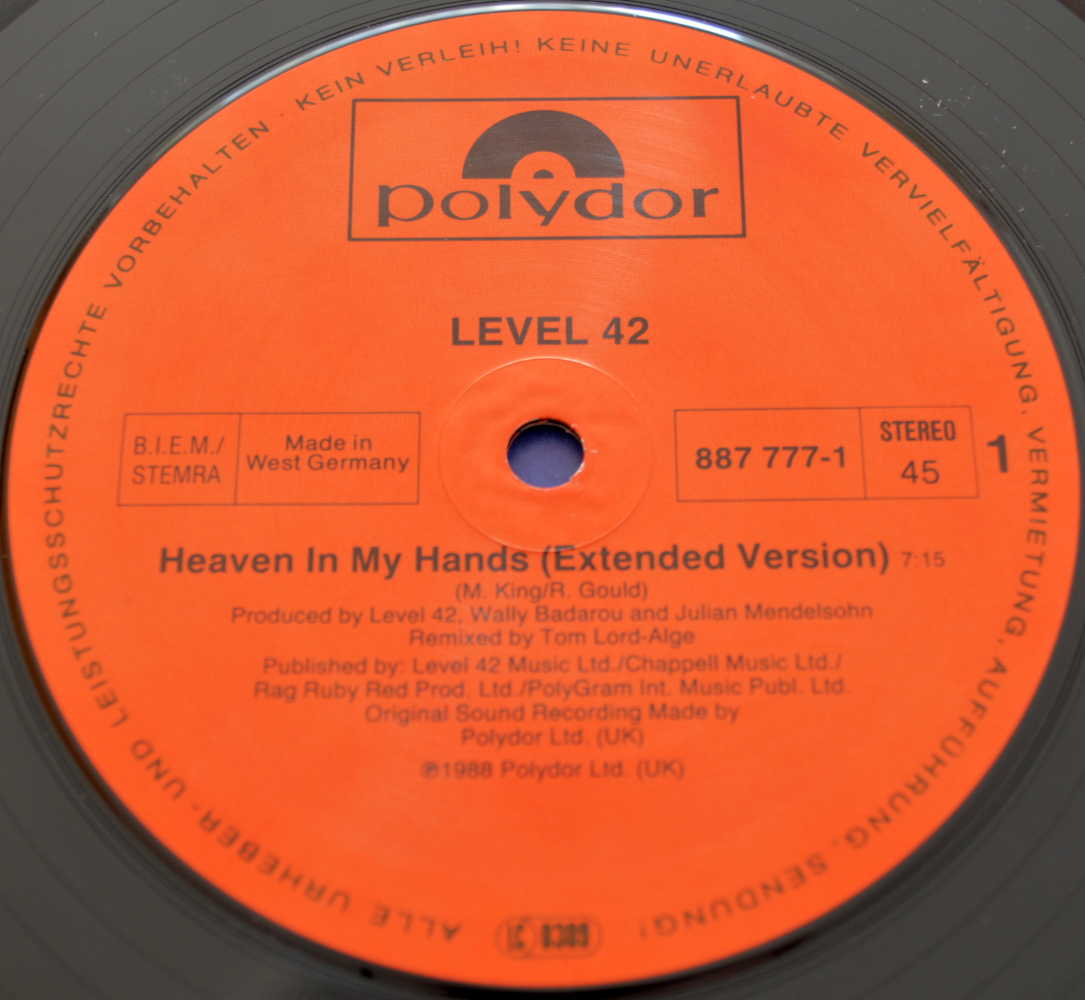 ALLE URHEBER- UND LEISTUNGSSCHUTZRECHTE VORBEHALTEN · KEIN VERLEIH! KEINE UNERLAUBTE VERVIELFÄLTIGUNG, VERMIETUNG, AUFFÜHRUNG, SENDUNG!
polydor
LEVEL 42
B.I.E.M./
STEMRA
Made in
West Germany
887 777-1
STEREO
45
1
Heaven In My Hands (Extended Version) 7:15
(M. King/R. Gould)
Produced by Level 42, Wally Badarou and Julian Mendelsohn
Remixed by Tom Lord-Alge
Published by: Level 42 Music Ltd./Chappell Music Ltd./
Rag Ruby Red Prod. Ltd./PolyGram Int. Music Publ. Ltd.
Original Sound Recording Made by
Polydor Ltd. (UK)
℗1988 Polydor Ltd. (UK)
LC 0309